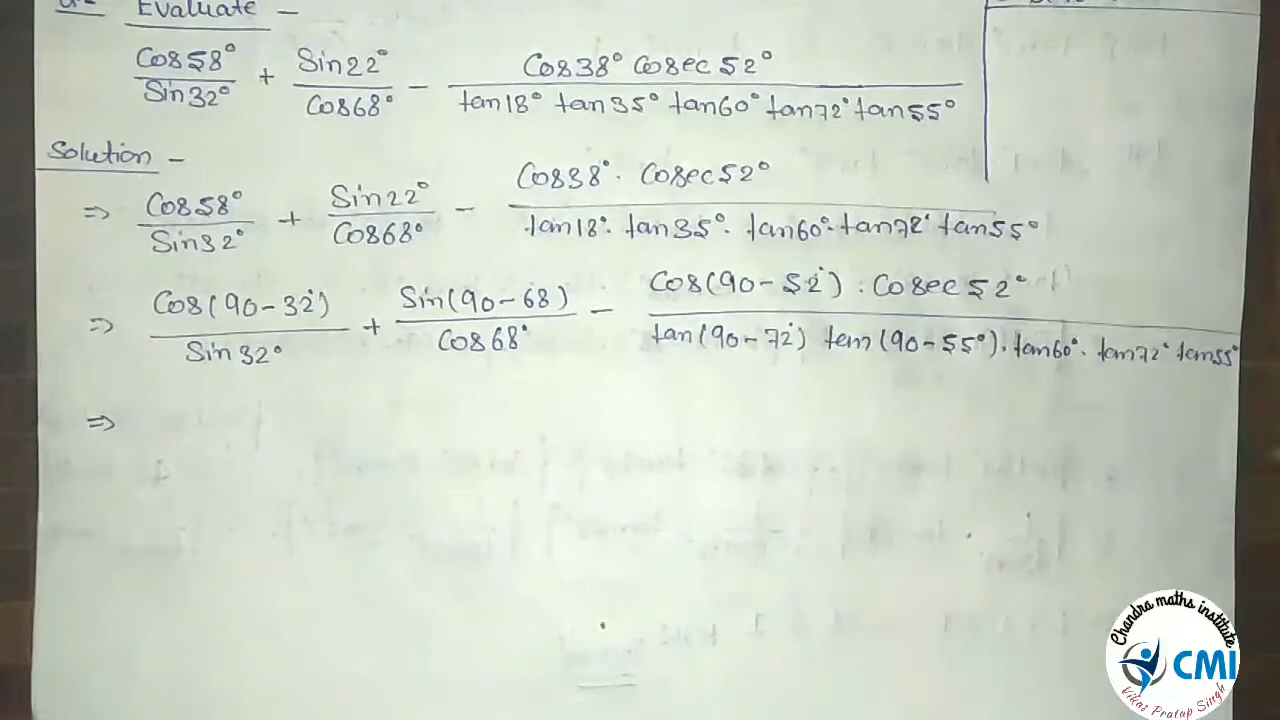 Evaluate -
Cos58°/Sin32° + Sin22°/Cos68° - Cos38° Cosec52°/tan18° tan35° tan60° tan72° tan55°
Solution -
⇒ Cos58°/Sin32° + Sin22°/Cos68° - Cos38°. Cosec52°/tan18°. tan35°. tan60°. tan72° tan55°
⇒ Cos(90-32°)/Sin32° + Sin(90-68)/Cos68° - Cos(90-52°). Cosec52°/tan(90-72°) tan(90-55°). tan60°. tan72° tan55°
⇒
Chandra maths institute
CMI
Vikas Pratap Singh